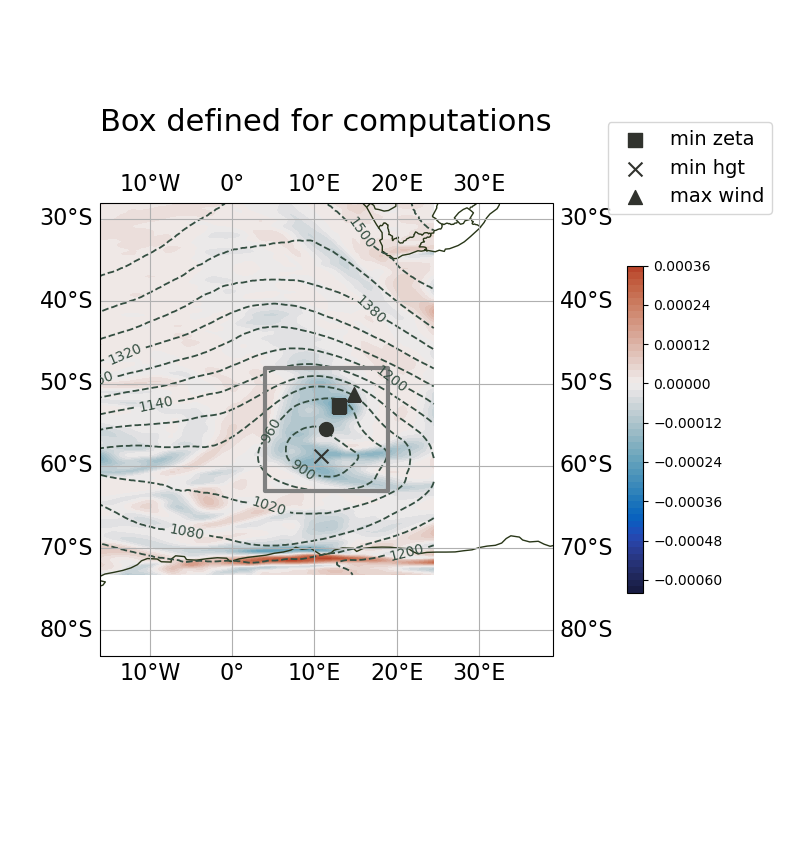 Box defined for computations
min zeta
min hgt
max wind
10°W 0° 10°E 20°E 30°E
30°S 30°S
40°S 40°S
50°S 50°S
60°S 60°S
70°S 70°S
80°S 80°S
10°W 0° 10°E 20°E 30°E
1500
1380
1320
1200
1140
960
900
1020
1080
1200
0.00036
0.00024
0.00012
0.00000
−0.00012
−0.00024
−0.00036
−0.00048
−0.00060